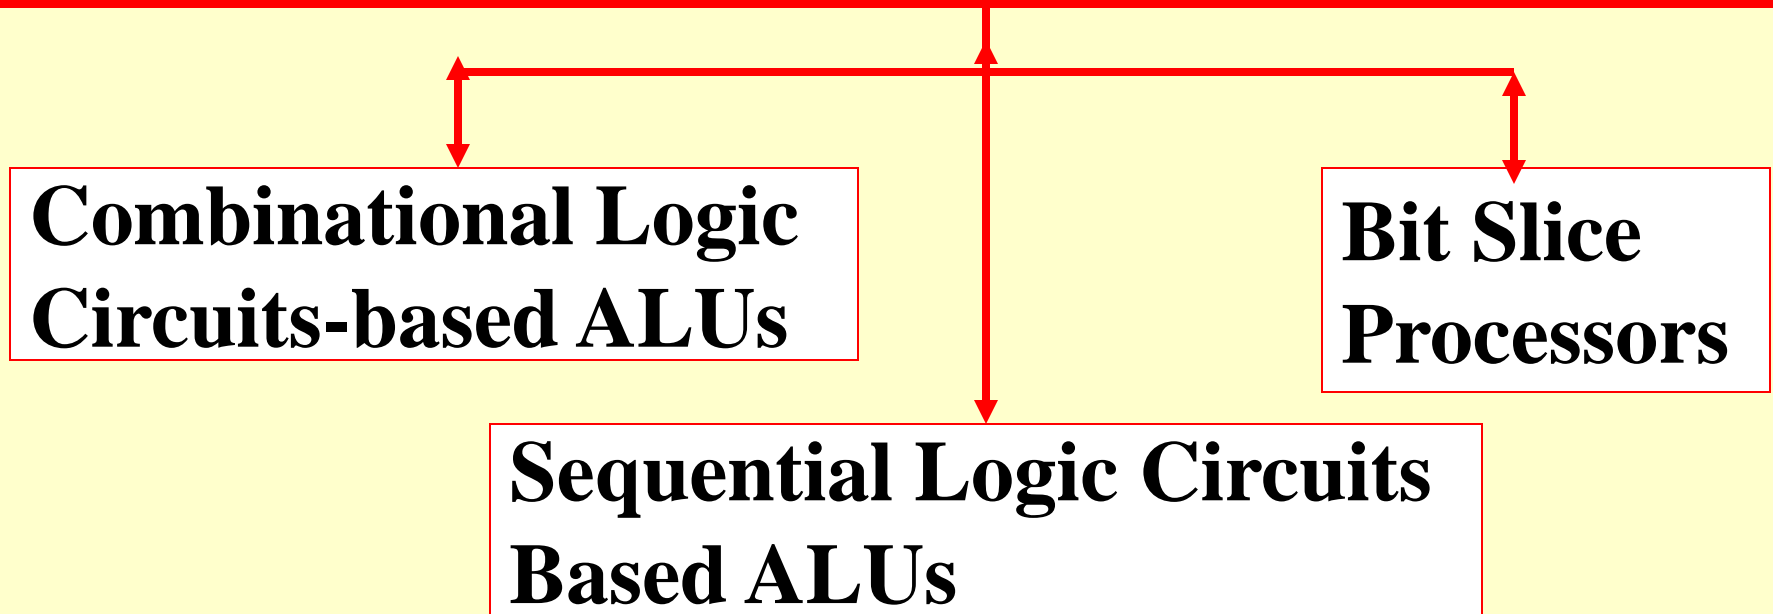 Combinational Logic
Circuits-based ALUs
Bit Slice
Processors
Sequential Logic Circuits
Based ALUs